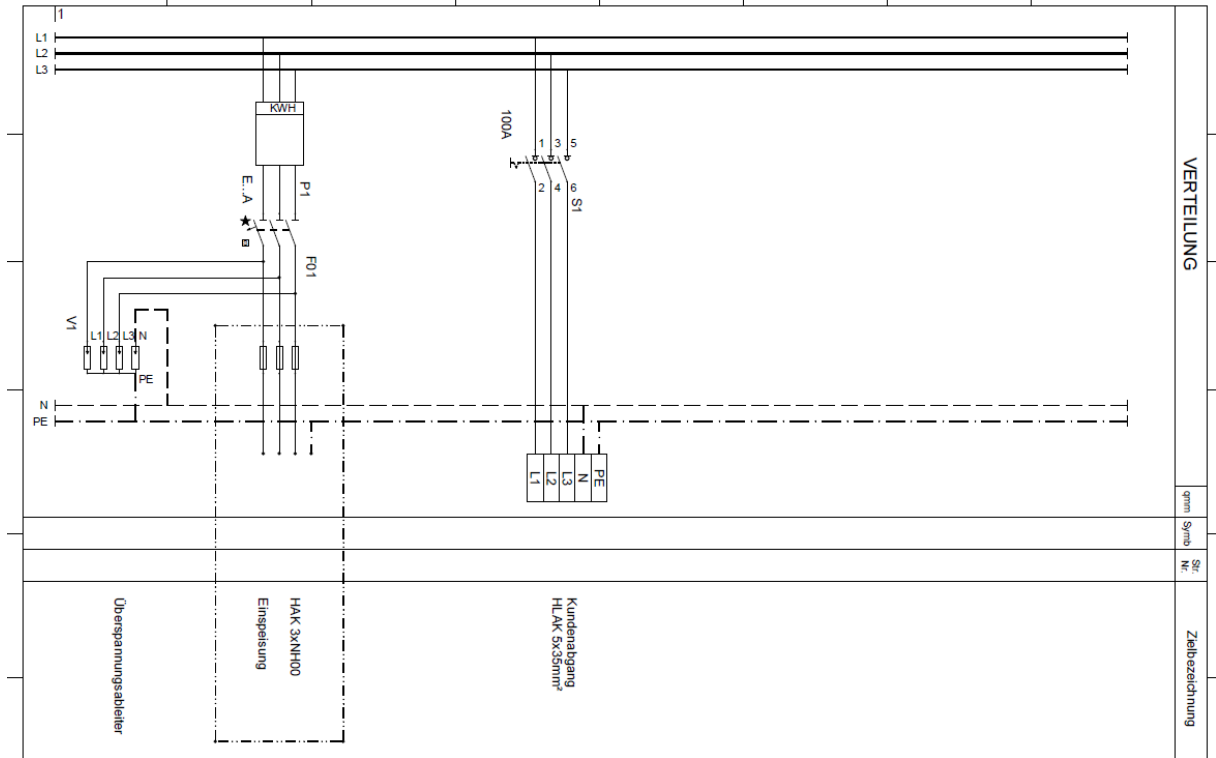 1
L1
L2
L3
KWH
P1
E...A
F01
V1
L1 L2 L3 N
PE
100A
1 3 5
2 4 6
S1
N
PE
L1
L2
L3
N
PE
VERTEILUNG
qmm
Symb
Str.
Nr.
Zielbezeichnung
Überspannungsableiter
HAK 3xNH00
Einspeisung
Kundenabgang
HLAK 5x35mm²